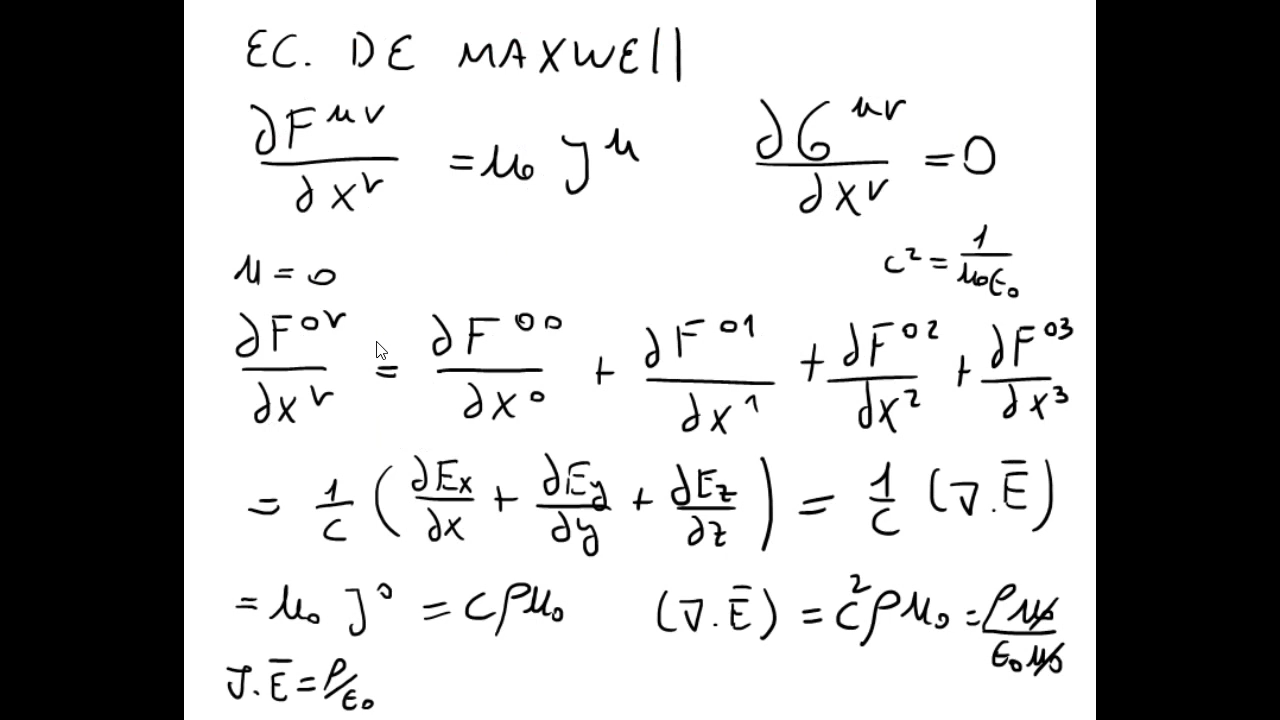 EC. DE MAXWEll
∂F^μν/∂x^ν = μ₀ J^μ    ∂G^μν/∂x^ν = 0
μ = 0    c² = 1/(μ₀ε₀)
∂F^0ν/∂x^ν = ∂F^00/∂x^0 + ∂F^01/∂x^1 + ∂F^02/∂x^2 + ∂F^03/∂x^3
= 1/c (∂Ex/∂x + ∂Ey/∂y + ∂Ez/∂z) = 1/c (∇.E̅)
= μ₀ J^0 = cρμ₀    (∇.E̅) = c²ρμ₀ = ρμ₀/(ε₀μ₀)
∇.E̅ = ρ/ε₀